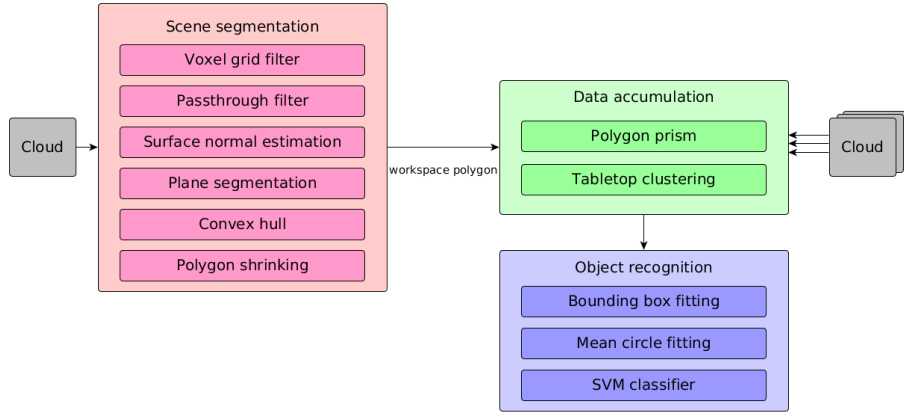 Cloud
Scene segmentation
Voxel grid filter
Passthrough filter
Surface normal estimation
Plane segmentation
Convex hull
Polygon shrinking
workspace polygon
Data accumulation
Polygon prism
Tabletop clustering
Cloud
Object recognition
Bounding box fitting
Mean circle fitting
SVM classifier